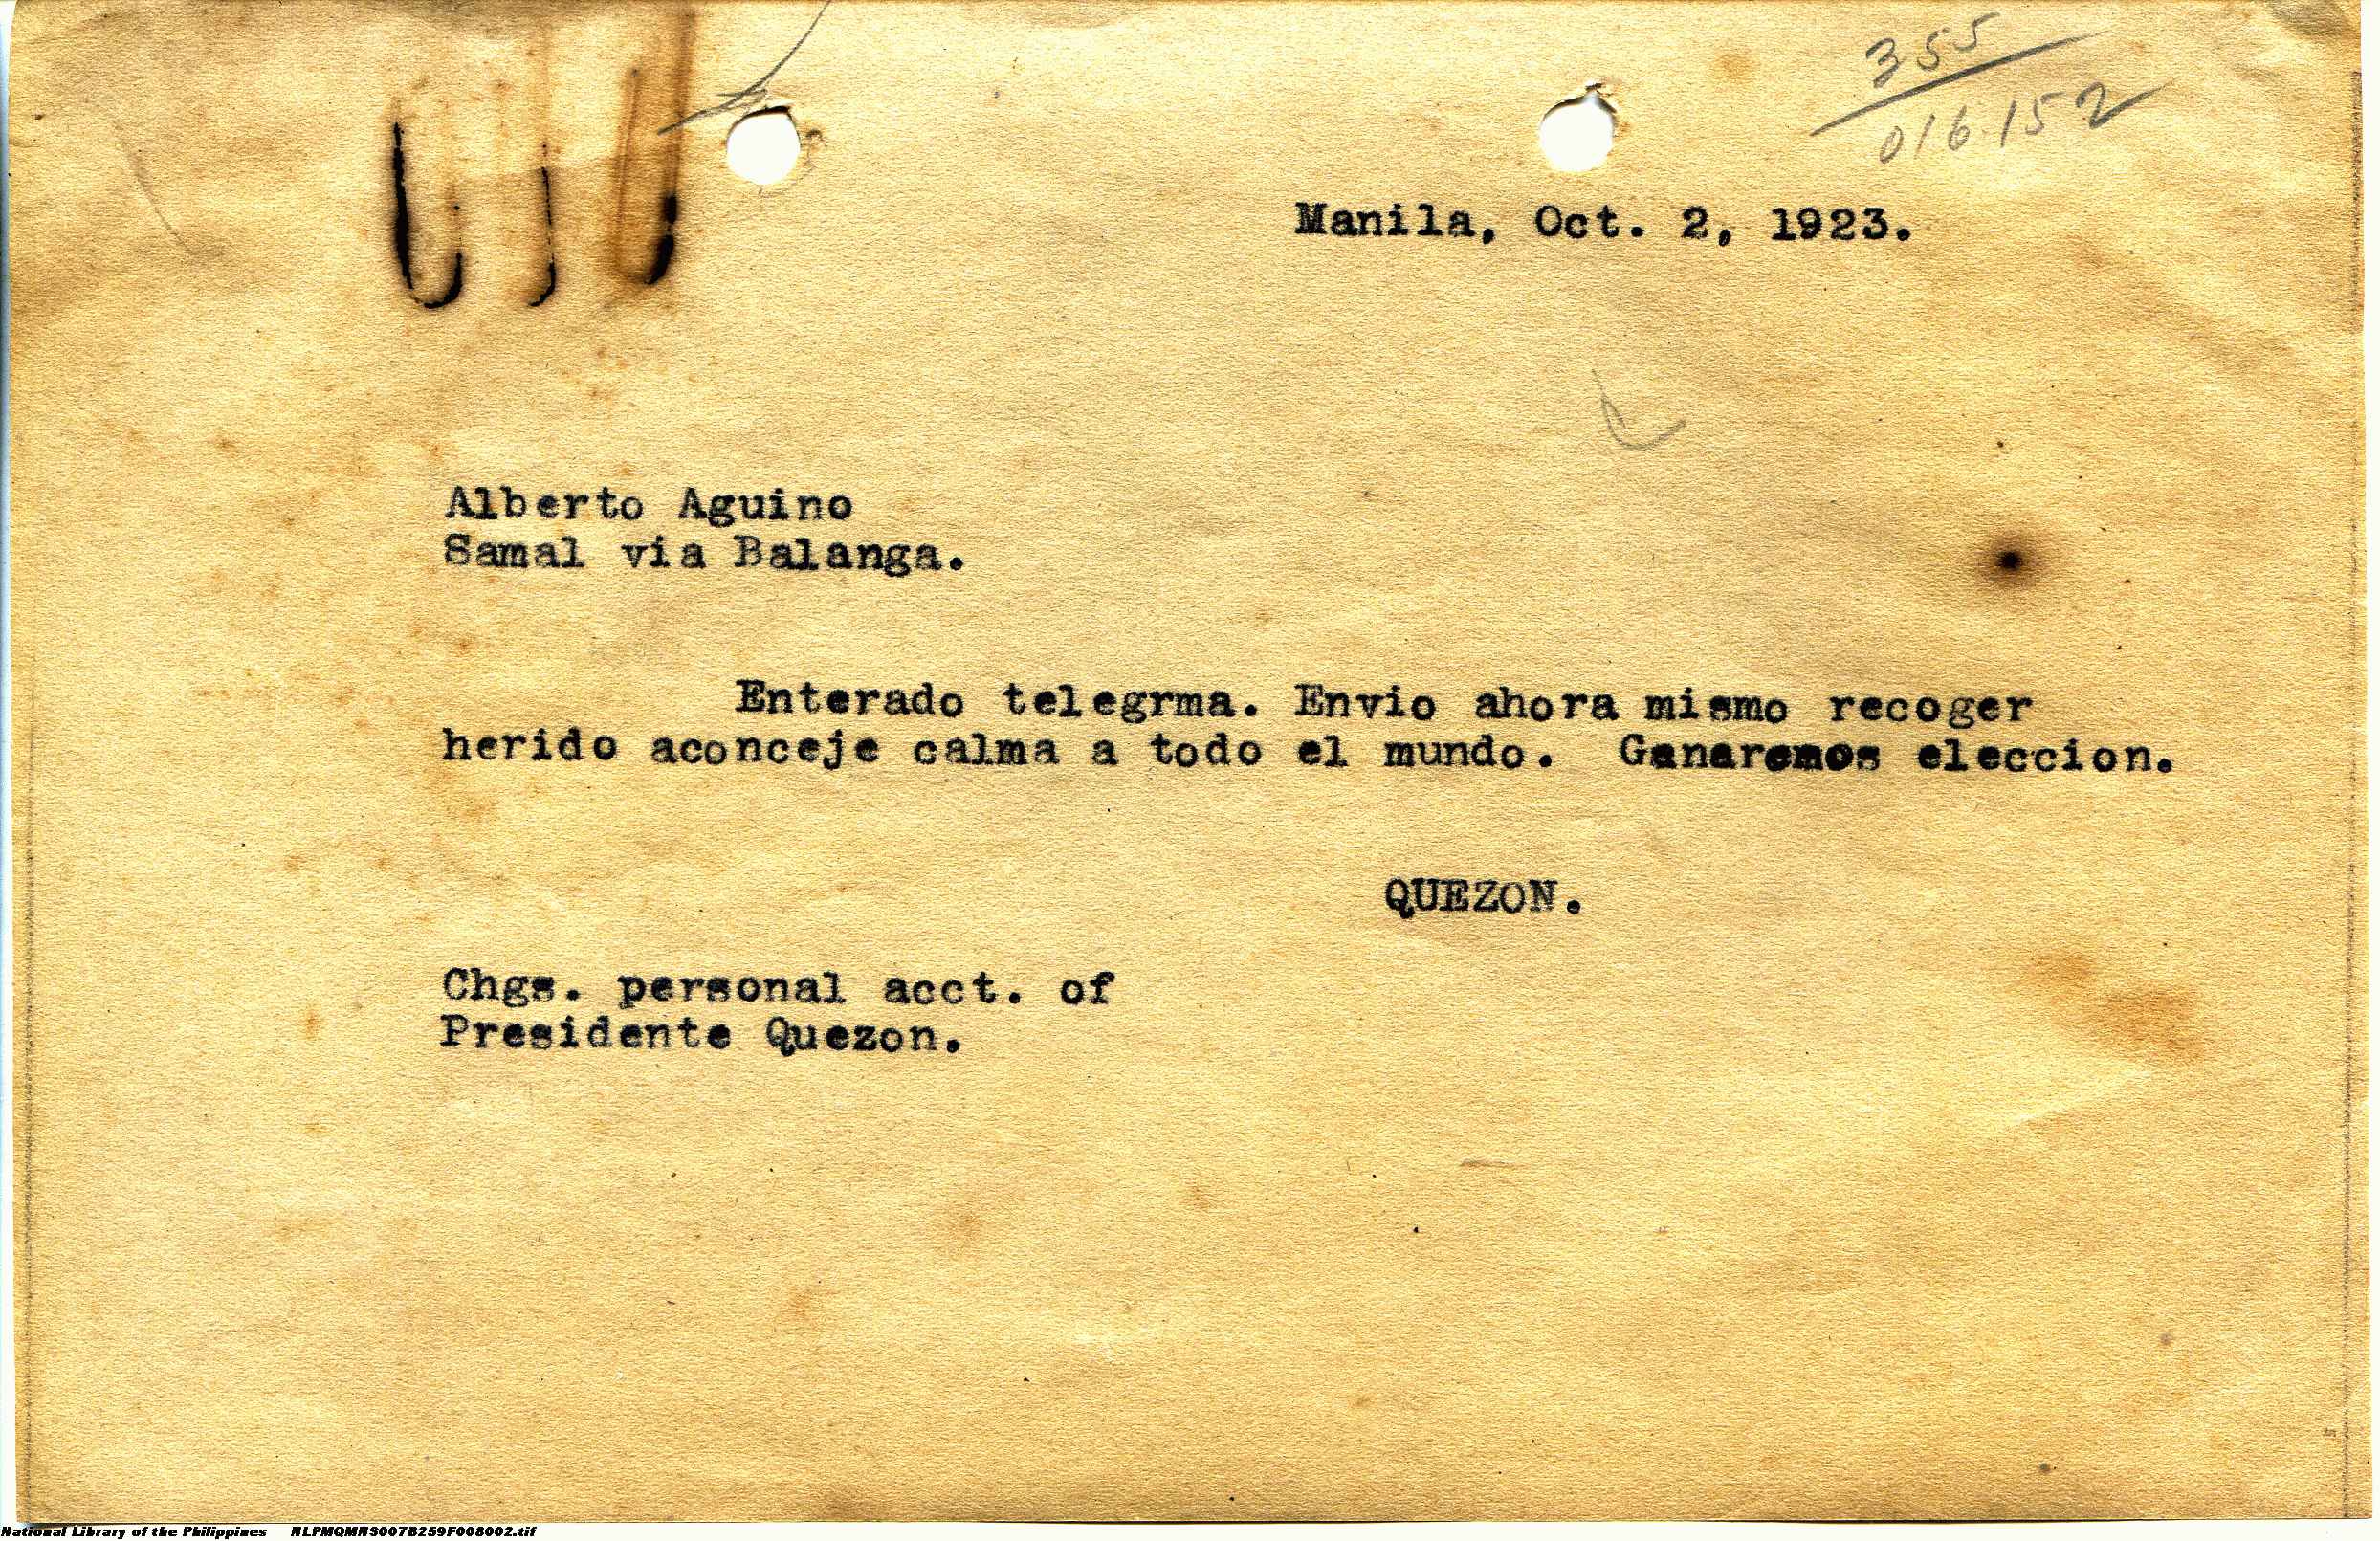 355
016.152
Manila, Oct. 2, 1923.
Alberto Aguino
Samal via Balanga.
Enterado telegrma. Envio ahora mismo recoger
herido aconceje calma a todo el mundo. Ganaremos eleccion.
QUEZON.
Chgs. personal acct. of
Presidente Quezon.
National Library of the Philippines NLPMQMNS007B259F008002.tif